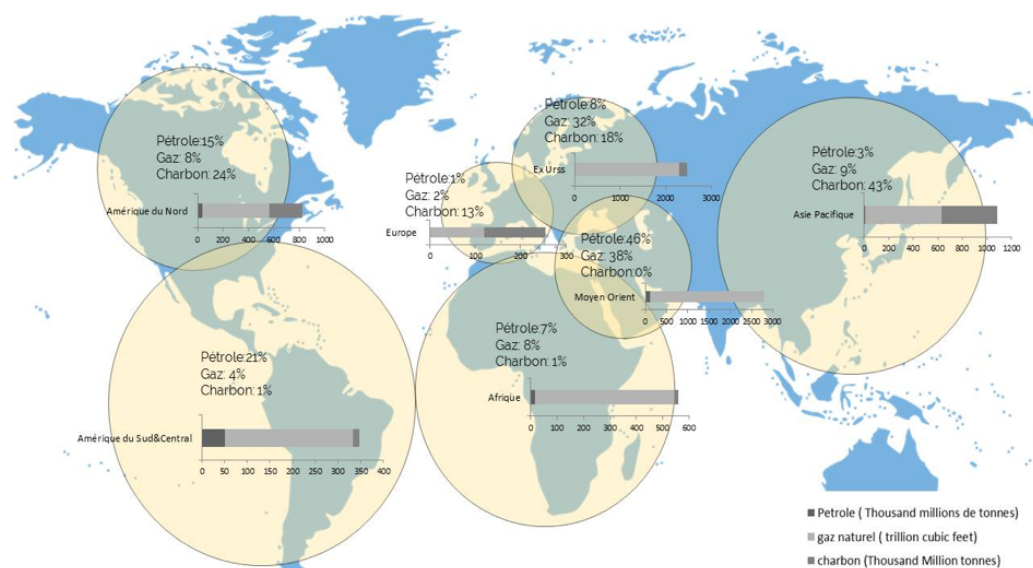 Pétrole:15%
Gaz: 8%
Charbon: 24%
Amérique du Nord
0 200 400 600 800 1000
Pétrole:1%
Gaz: 2%
Charbon: 13%
Europe
0 100 200 300
Pétrole:8%
Gaz: 32%
Charbon: 18%
Ex Urss
0 1000 2000 3000
Pétrole:46%
Gaz: 38%
Charbon:0%
Moyen Orient
0 500 1000 1500 2000 2500 3000
Pétrole:3%
Gaz: 9%
Charbon: 43%
Asie Pacifique
0 200 400 600 800 1000 1200
Pétrole:21%
Gaz: 4%
Charbon: 1%
Amérique du Sud&Central
0 50 100 150 200 250 300 350 400
Pétrole:7%
Gaz: 8%
Charbon: 1%
Afrique
0 100 200 300 400 500 600
Petrole ( Thousand millions de tonnes)
gaz naturel ( trillion cubic feet)
charbon (Thousand Million tonnes)